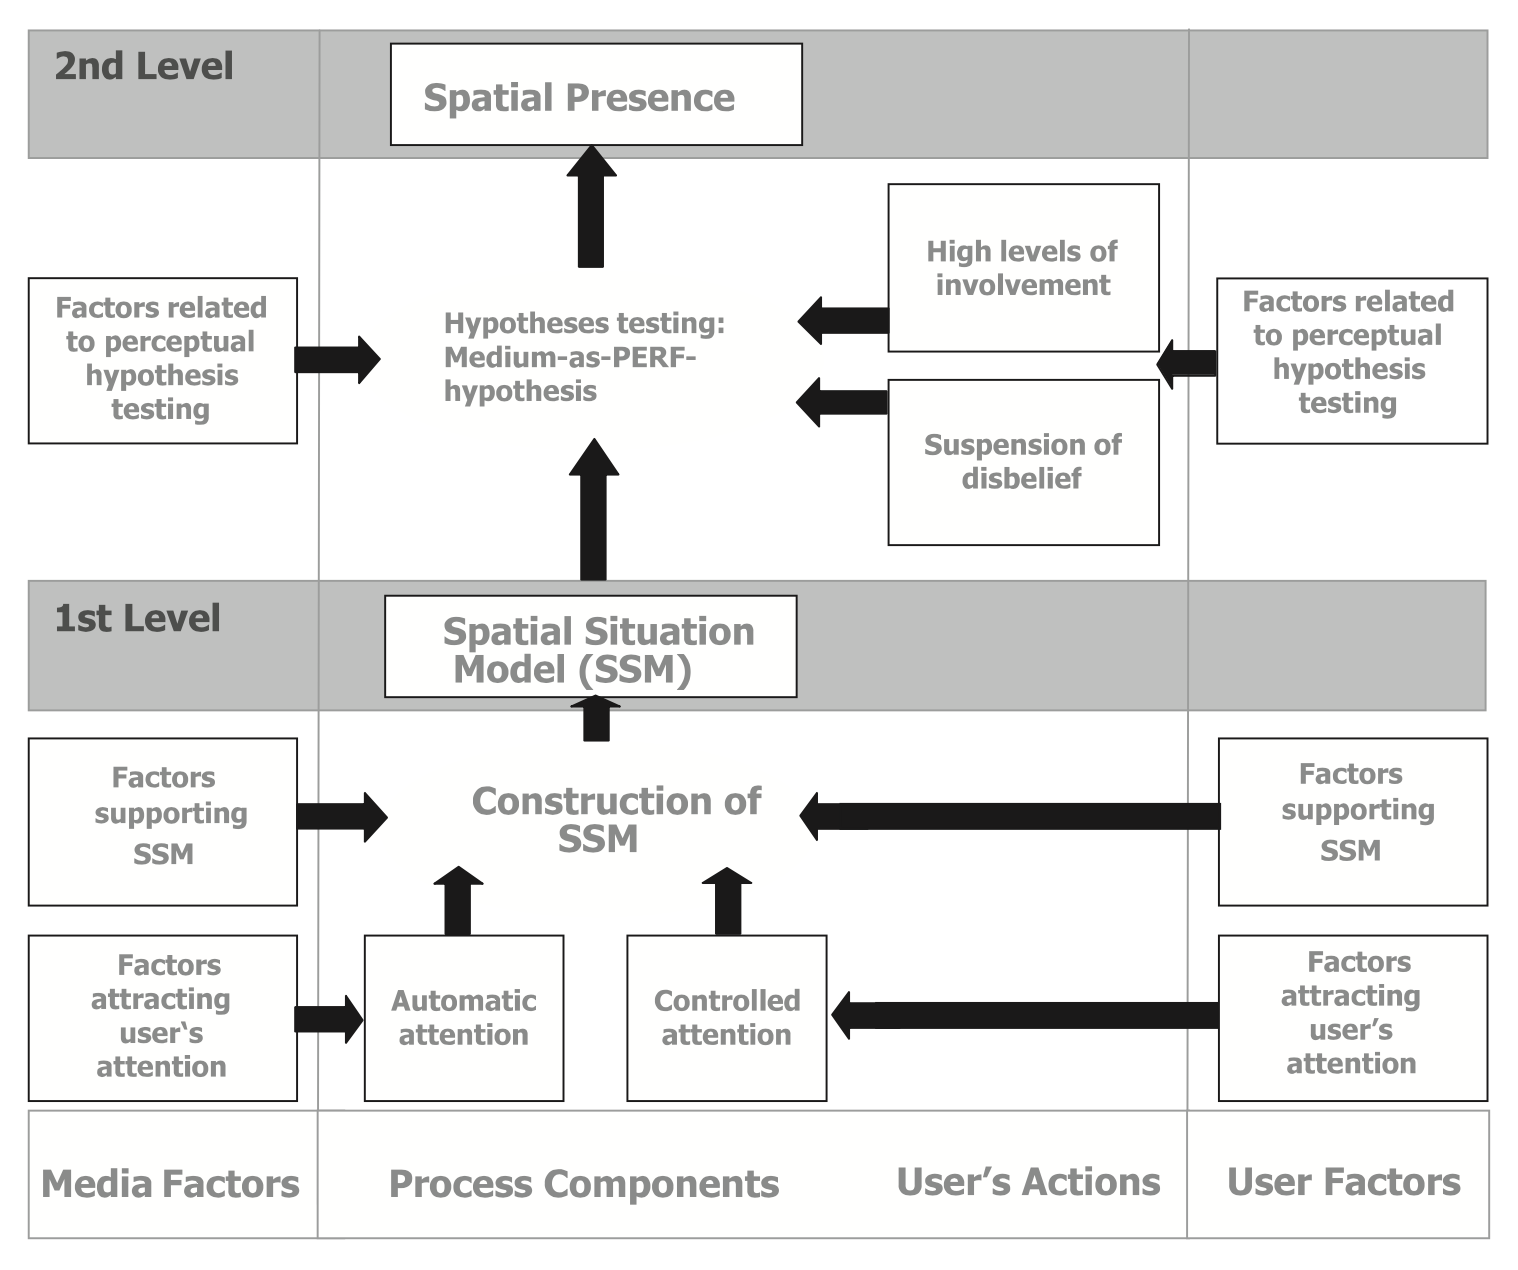 2nd Level
Spatial Presence
High levels of
involvement
Factors related
to perceptual
hypothesis
testing
Hypotheses testing:
Medium-as-PERF-
hypothesis
Factors related
to perceptual
hypothesis
testing
Suspension of
disbelief
1st Level
Spatial Situation
Model (SSM)
Factors
supporting
SSM
Construction of
SSM
Factors
supporting
SSM
Factors
attracting
user‘s
attention
Automatic
attention
Controlled
attention
Factors
attracting
user’s
attention
Media Factors
Process Components
User’s Actions
User Factors